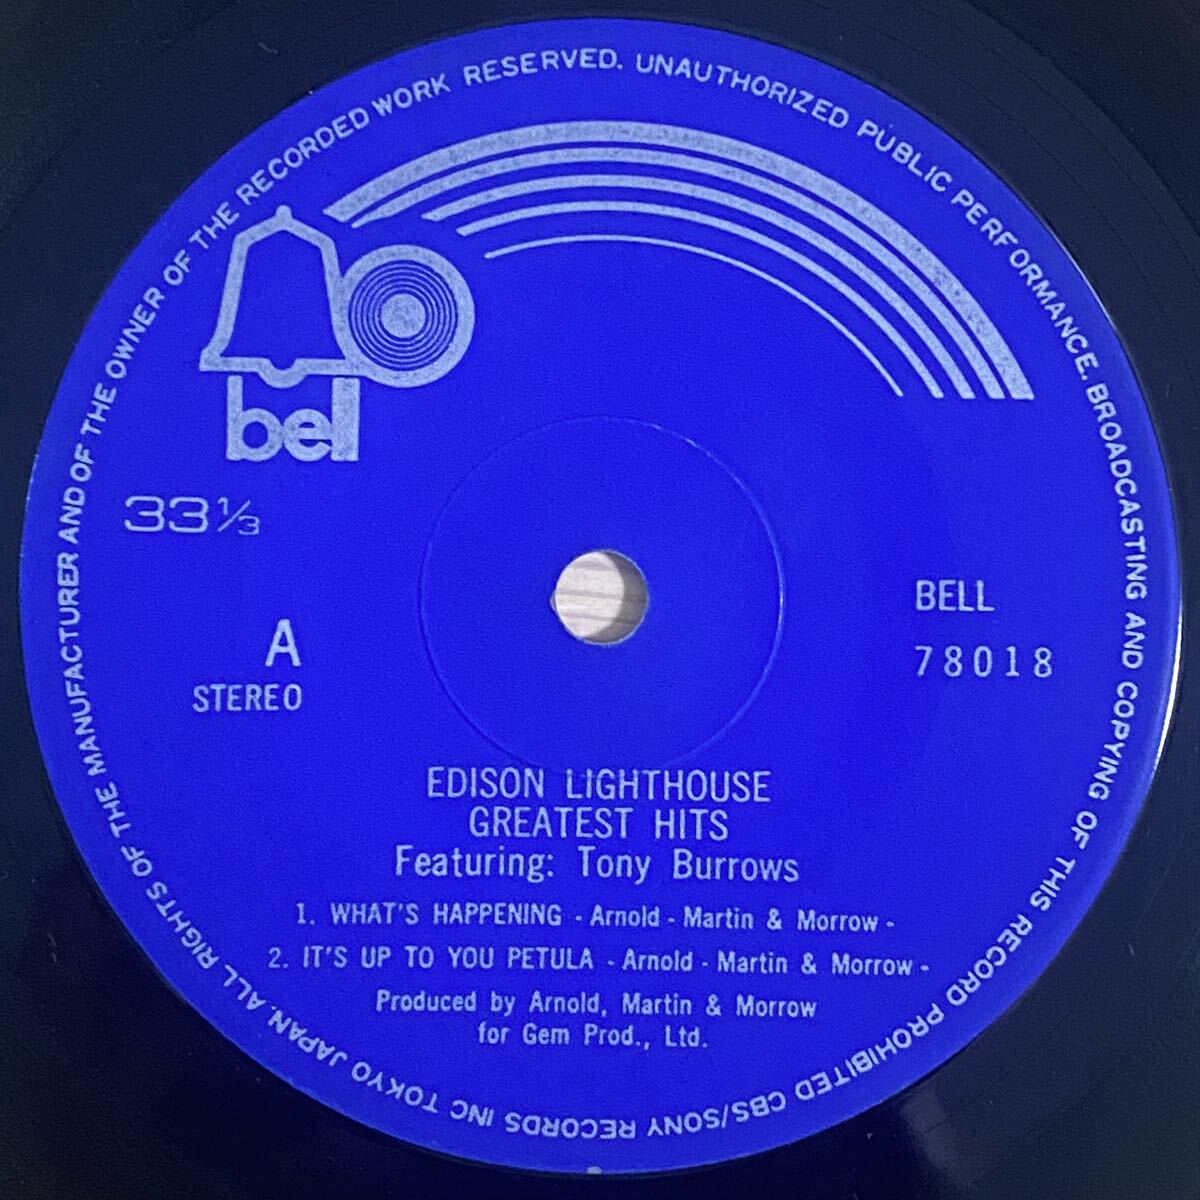 ALL RIGHTS OF THE MANUFACTURER AND OF THE OWNER OF THE RECORDED WORK RESERVED. UNAUTHORIZED PUBLIC PERFORMANCE. BROADCASTING AND COPYING OF THIS RECORD PROHIBITED CBS/SONY RECORDS INC TOKYO JAPAN.
bell
33 1/3
BELL
78018
A
STEREO
EDISON LIGHTHOUSE
GREATEST HITS
Featuring: Tony Burrows
1. WHAT'S HAPPENING - Arnold - Martin & Morrow -
2. IT'S UP TO YOU PETULA - Arnold - Martin & Morrow -
Produced by Arnold, Martin & Morrow
for Gem Prod., Ltd.